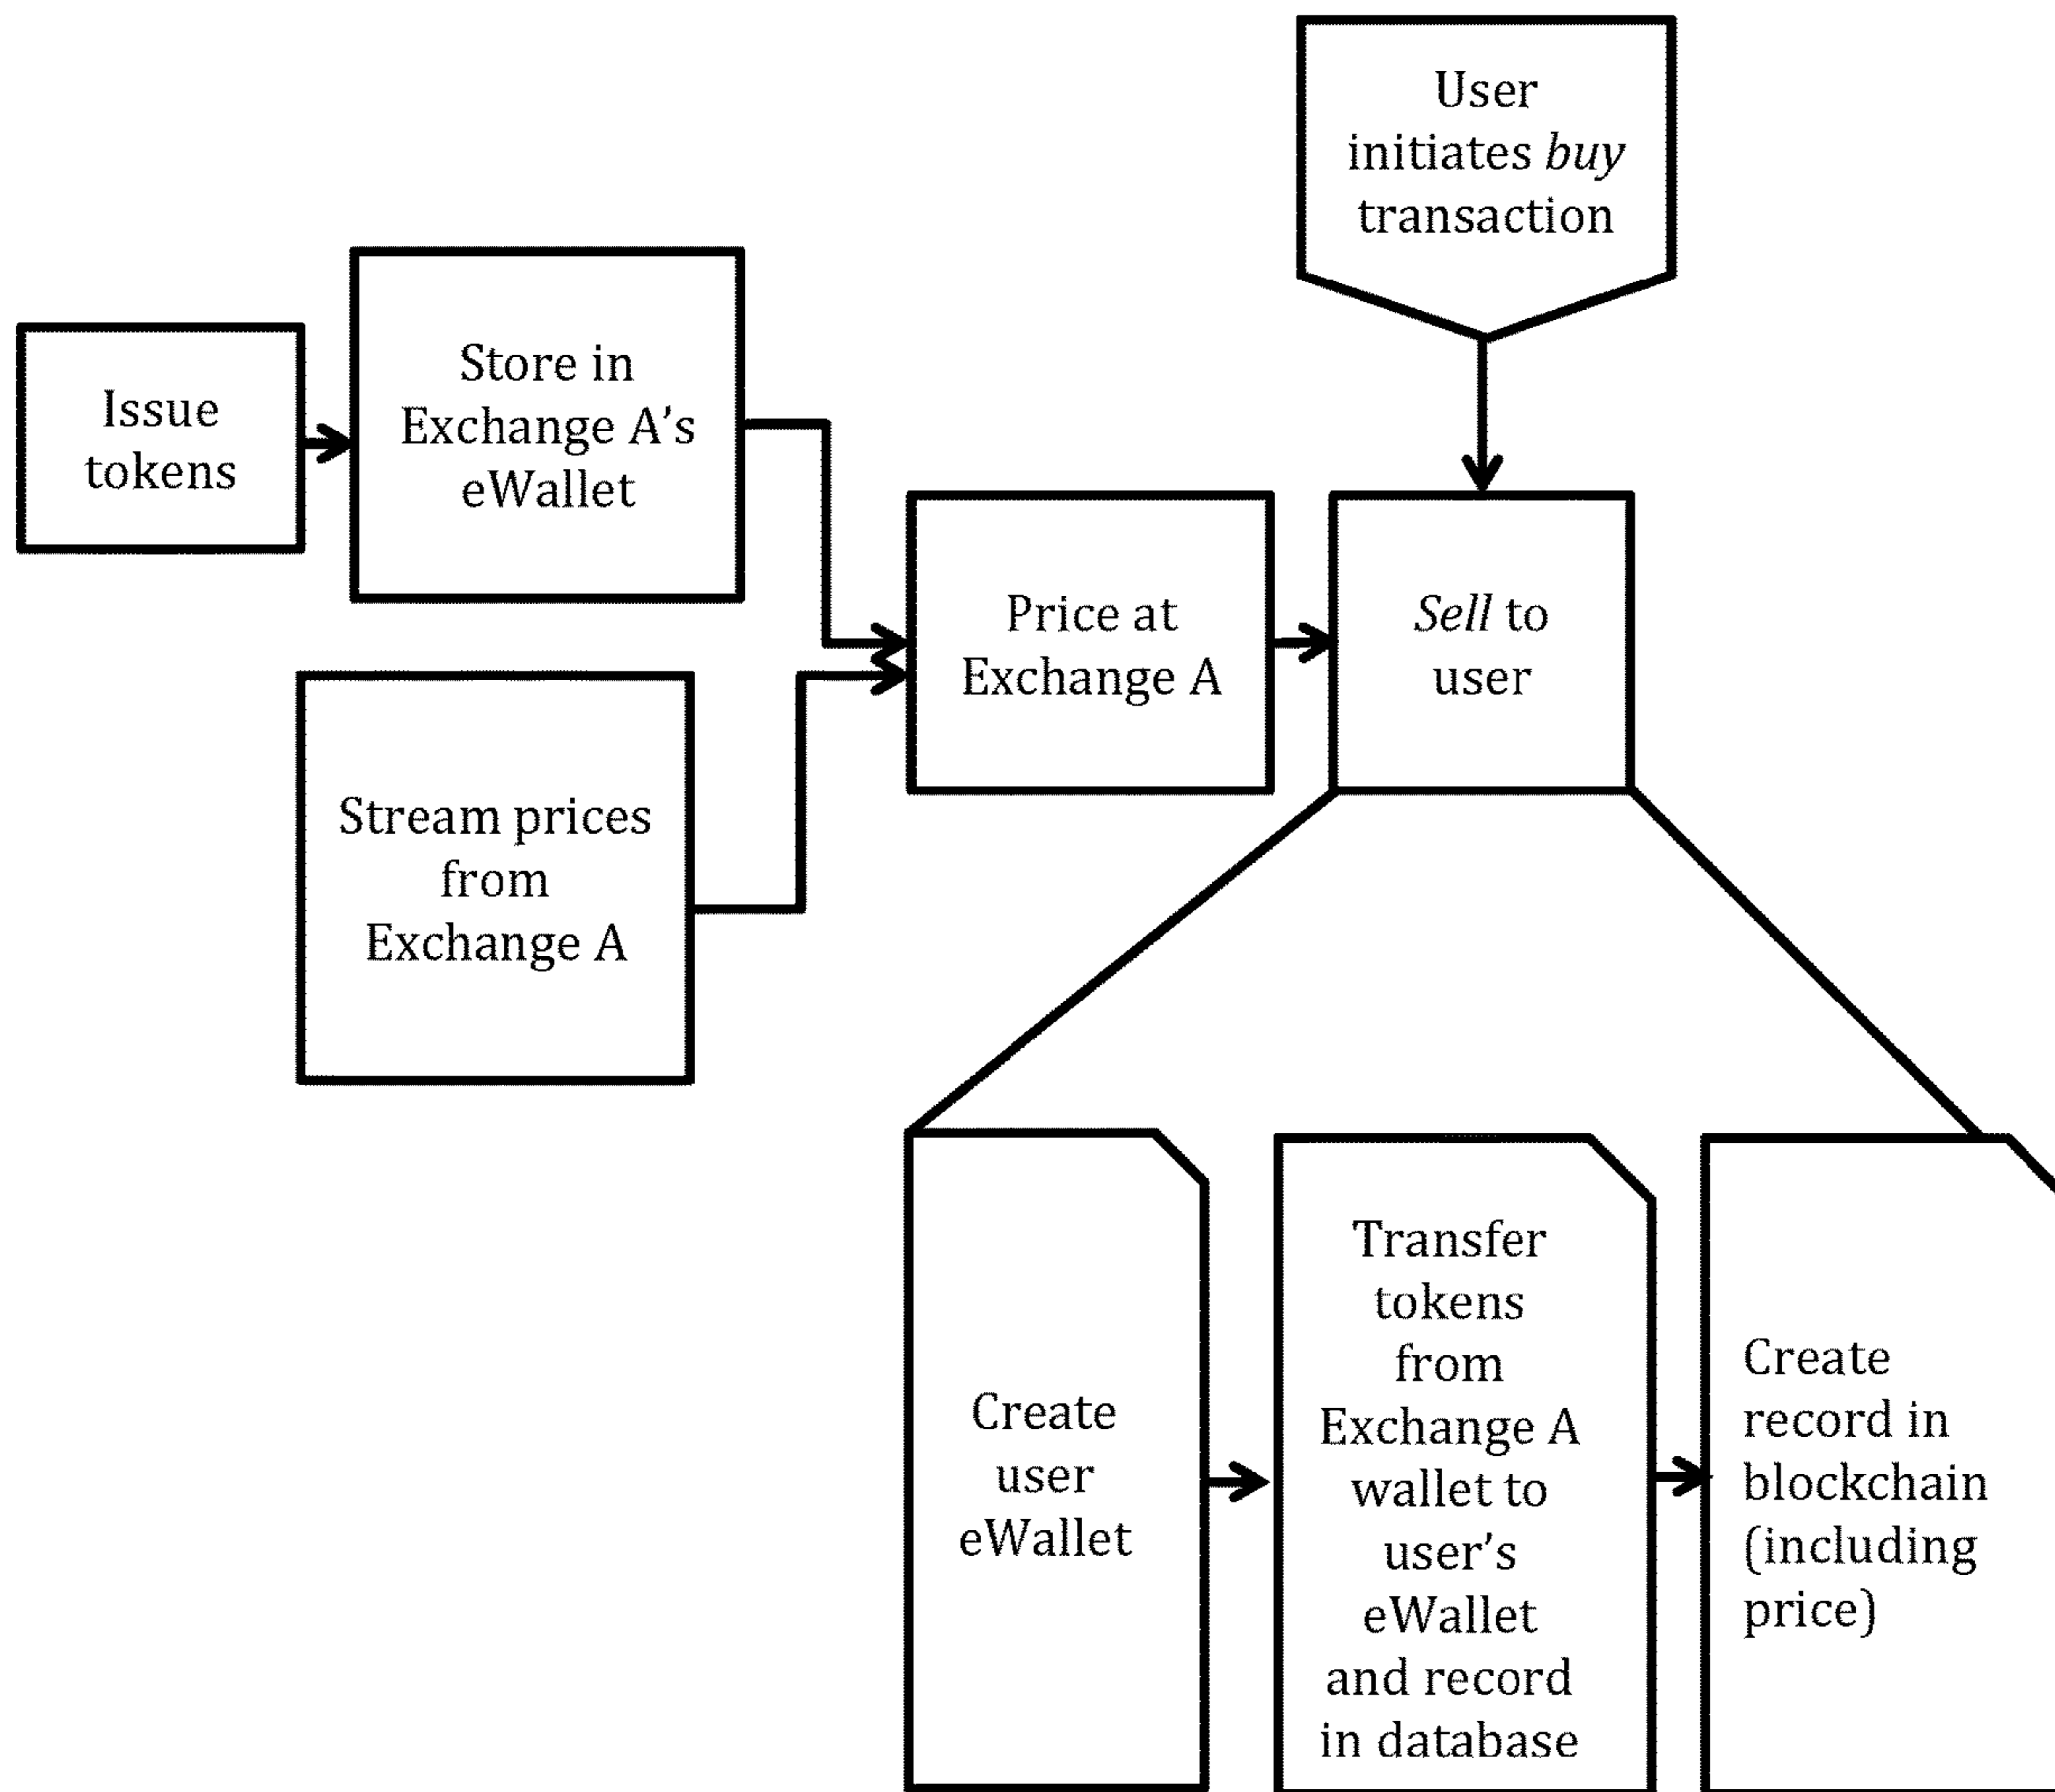 User
initiates buy
transaction
Issue
tokens
Store in
Exchange A's
eWallet
Stream prices
from
Exchange A
Price at
Exchange A
Sell to
user
Create
user
eWallet
Transfer
tokens
from
Exchange A
wallet to
user's
eWallet
and record
in database
Create
record in
blockchain
(including
price)